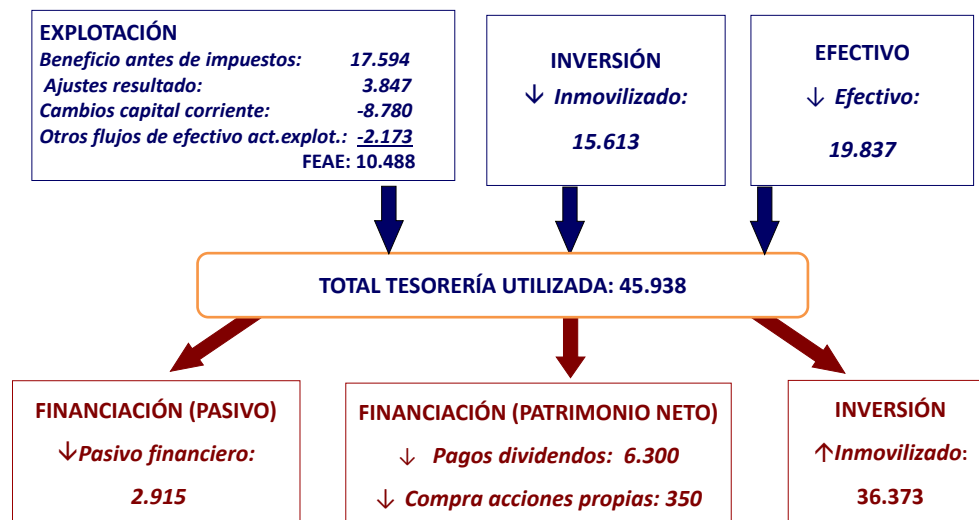 EXPLOTACIÓN
Beneficio antes de impuestos: 17.594
Ajustes resultado: 3.847
Cambios capital corriente: -8.780
Otros flujos de efectivo act.explot.: -2.173
FEAE: 10.488
INVERSIÓN
↓ Inmovilizado:
15.613
EFECTIVO
↓ Efectivo:
19.837
TOTAL TESORERÍA UTILIZADA: 45.938
FINANCIACIÓN (PASIVO)
↓Pasivo financiero:
2.915
FINANCIACIÓN (PATRIMONIO NETO)
↓ Pagos dividendos: 6.300
↓ Compra acciones propias: 350
INVERSIÓN
↑Inmovilizado:
36.373